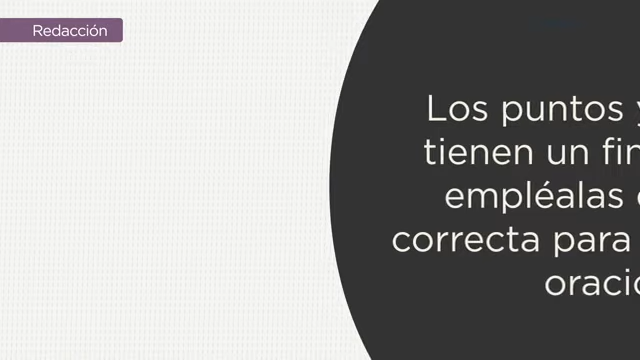 Redacción
Los puntos
tienen un
empléalas
correcta para